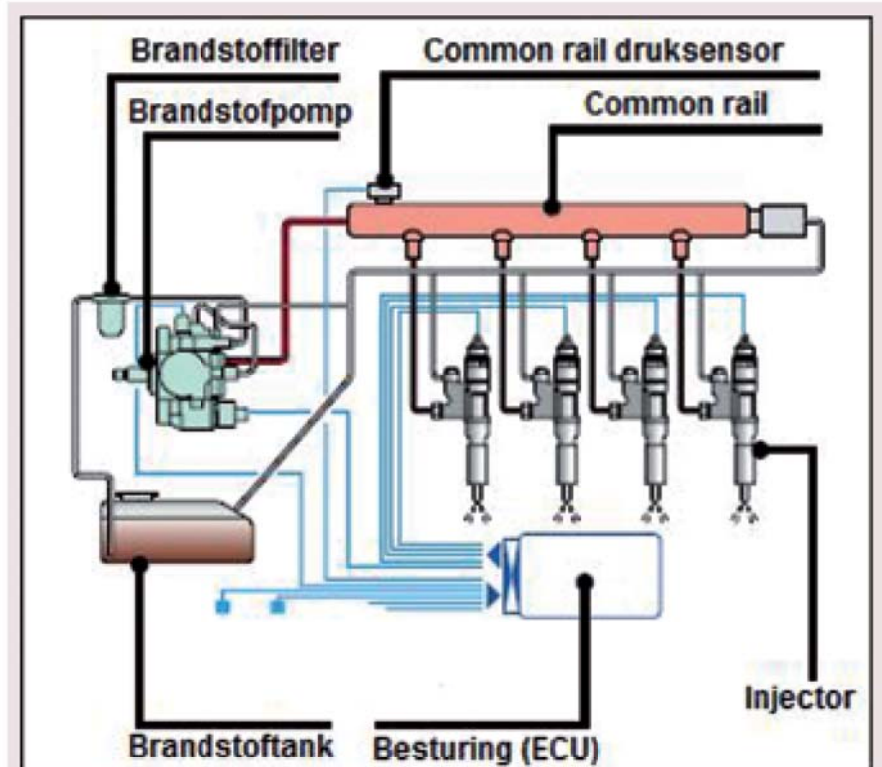 Brandstoffilter
Common rail druksensor
Brandstofpomp
Common rail
Injector
Brandstoftank
Besturing (ECU)